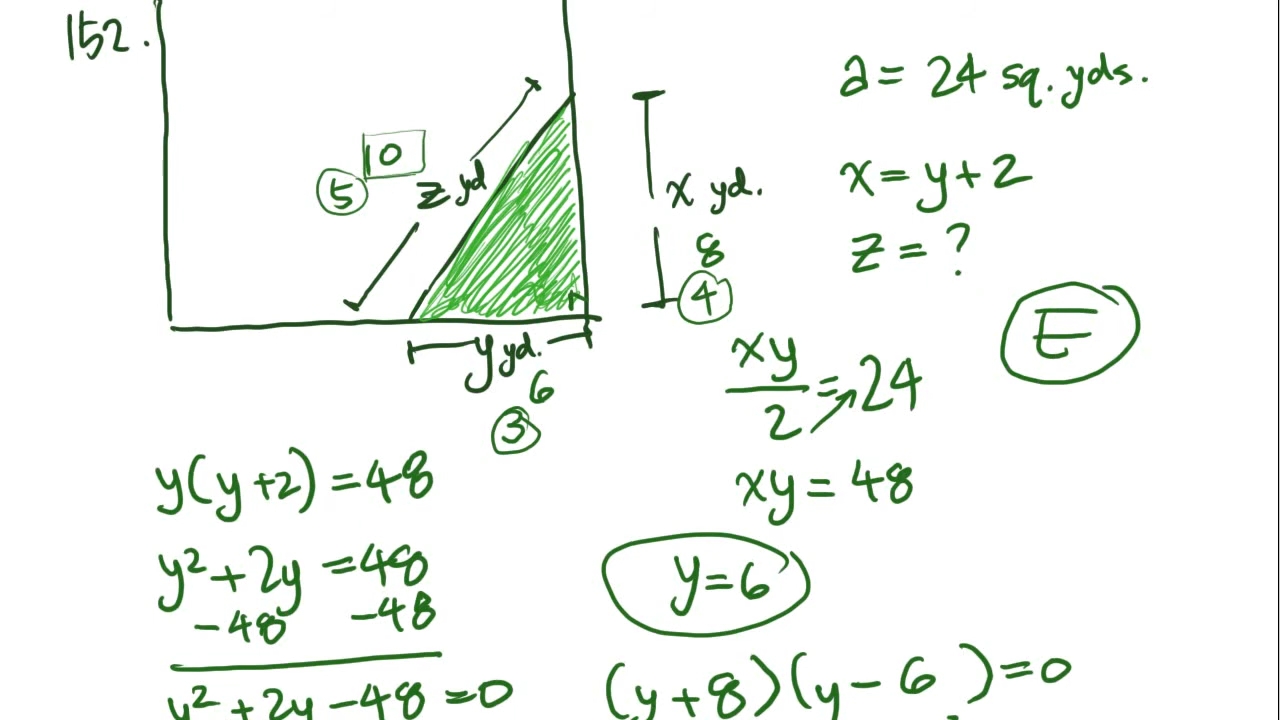 152.
a = 24 sq. yds.
10
x = y + 2
5
z yd
x yd.
z = ?
8
4
E
y yd.
6
3
xy/2 = 24
y(y+2) = 48
xy = 48
y² + 2y = 48
-48 -48
y = 6
y² + 2y - 48 = 0
(y + 8)(y - 6) = 0